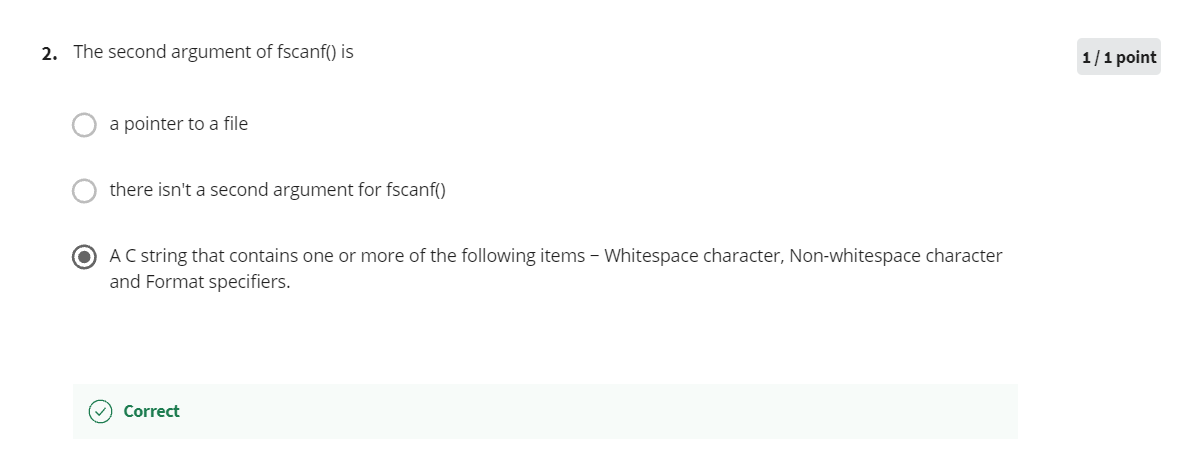 2. The second argument of fscanf() is
1 / 1 point
a pointer to a file
there isn't a second argument for fscanf()
A C string that contains one or more of the following items − Whitespace character, Non-whitespace character
and Format specifiers.
Correct